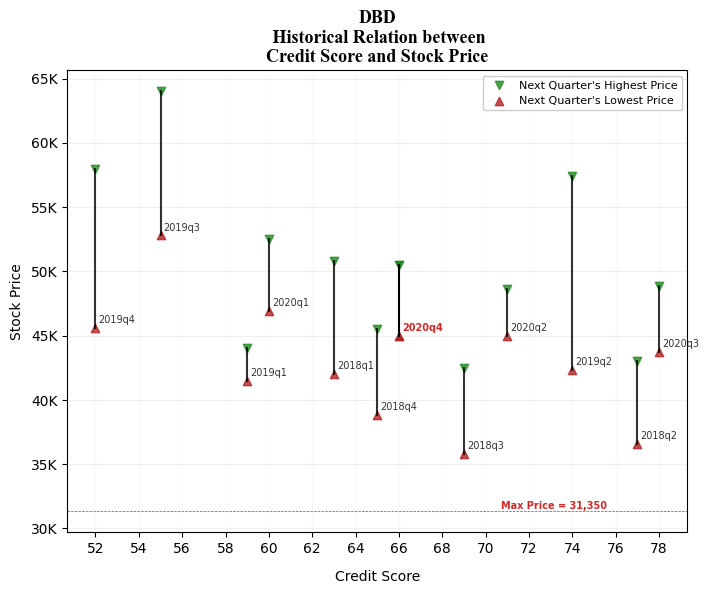 DBD
Historical Relation between
Credit Score and Stock Price
Next Quarter's Highest Price
Next Quarter's Lowest Price
65K
60K
55K
50K
45K
40K
35K
30K
Stock Price
2019q4
2019q3
2019q1
2020q1
2018q1
2018q4
2020q4
2018q3
2020q2
2019q2
2018q2
2020q3
Max Price = 31,350
52 54 56 58 60 62 64 66 68 70 72 74 76 78
Credit Score